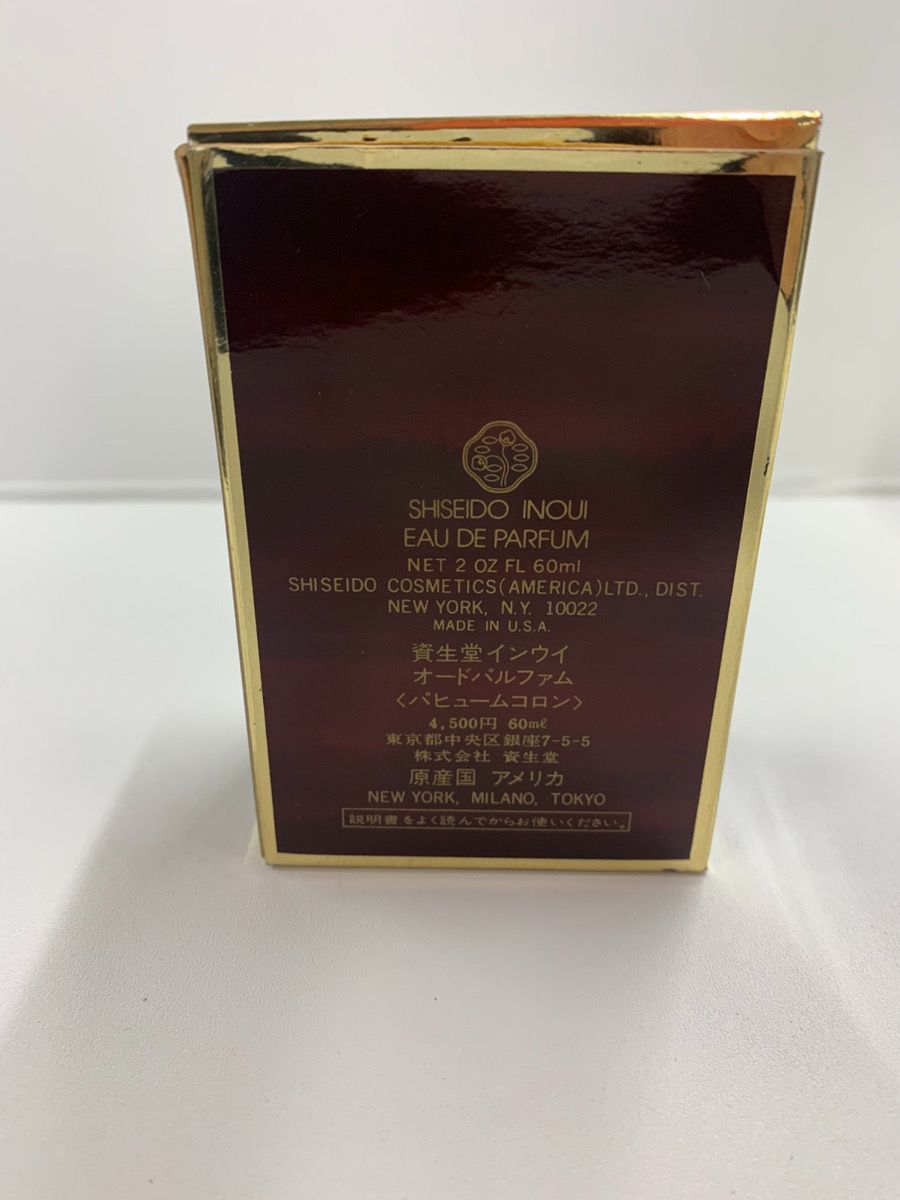 SHISEIDO INOUI
EAU DE PARFUM
NET 2 OZ FL 60ml
SHISEIDO COSMETICS(AMERICA)LTD., DIST.
NEW YORK, N.Y. 10022
MADE IN U.S.A.
資生堂インウイ
オードパルファム
〈パヒュームコロン〉
4,500円 60mℓ
東京都中央区銀座7-5-5
株式会社 資生堂
原産国 アメリカ
NEW YORK, MILANO, TOKYO
説明書をよく読んでからお使いください。